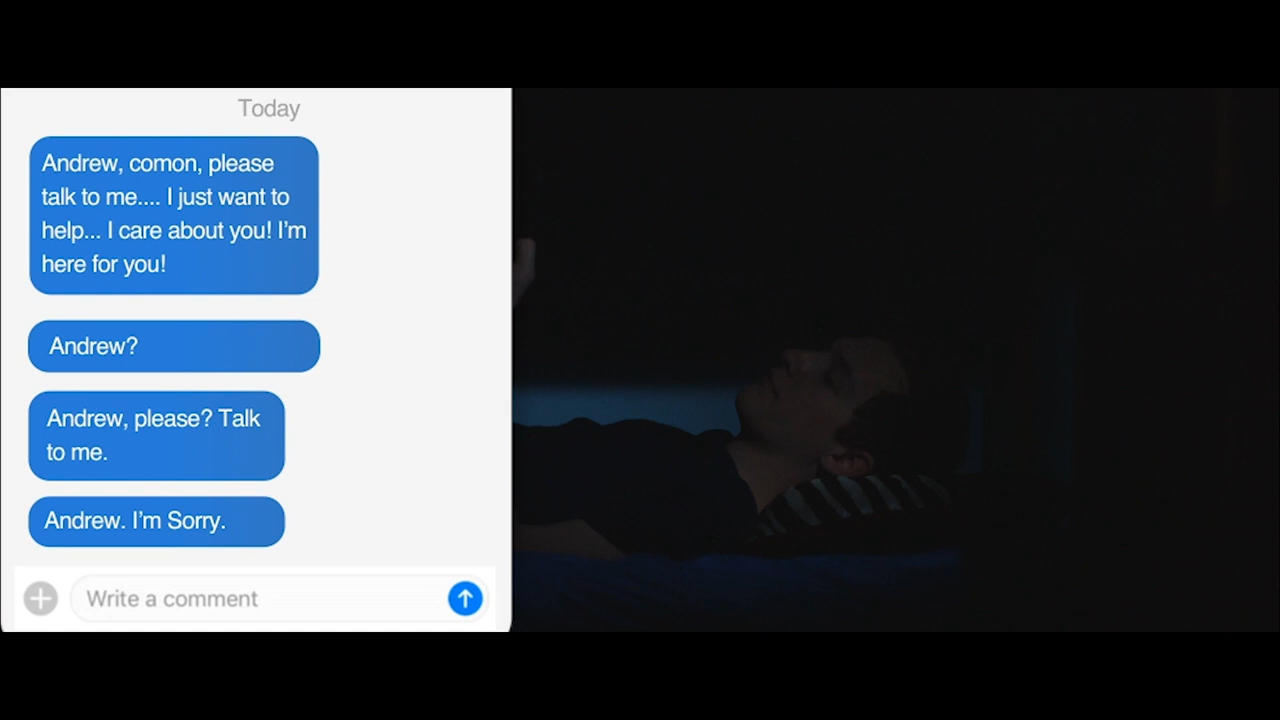 Today
Andrew, comon, please
talk to me.... I just want to
help... I care about you! I'm
here for you!
Andrew?
Andrew, please? Talk
to me.
Andrew. I'm Sorry.
Write a comment